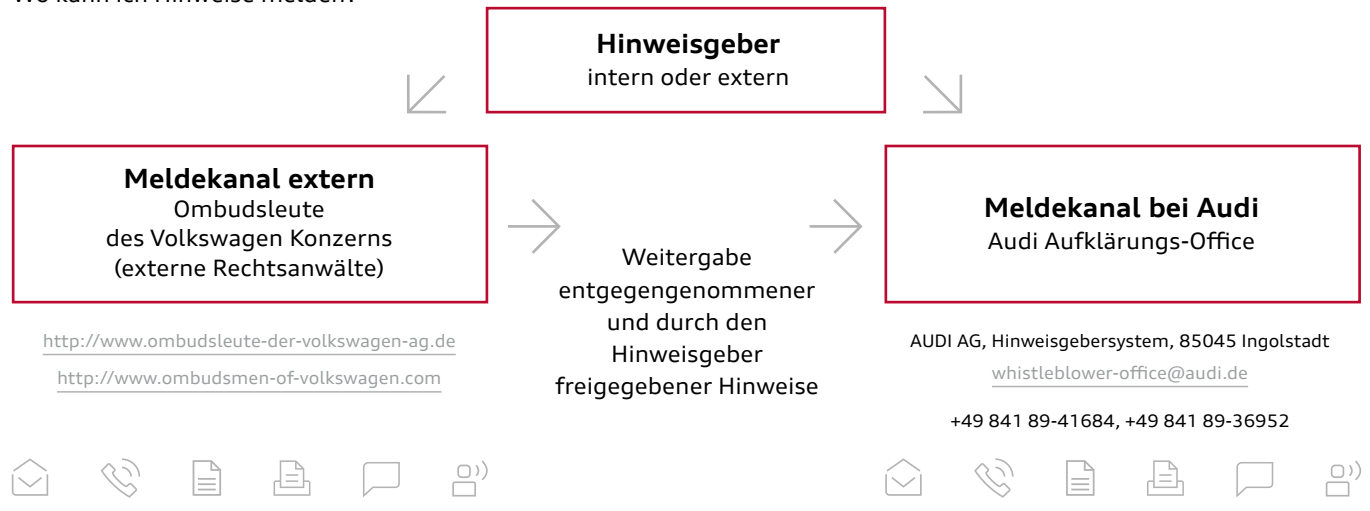 Wo kann ich Hinweise melden?
Hinweisgeber
intern oder extern
Meldekanal extern
Ombudsleute
des Volkswagen Konzerns
(externe Rechtsanwälte)
http://www.ombudsleute-der-volkswagen-ag.de
http://www.ombudsmen-of-volkswagen.com
Weitergabe
entgegengenommener
und durch den
Hinweisgeber
freigegebener Hinweise
Meldekanal bei Audi
Audi Aufklärungs-Office
AUDI AG, Hinweisgebersystem, 85045 Ingolstadt
whistleblower-office@audi.de
+49 841 89-41684, +49 841 89-36952